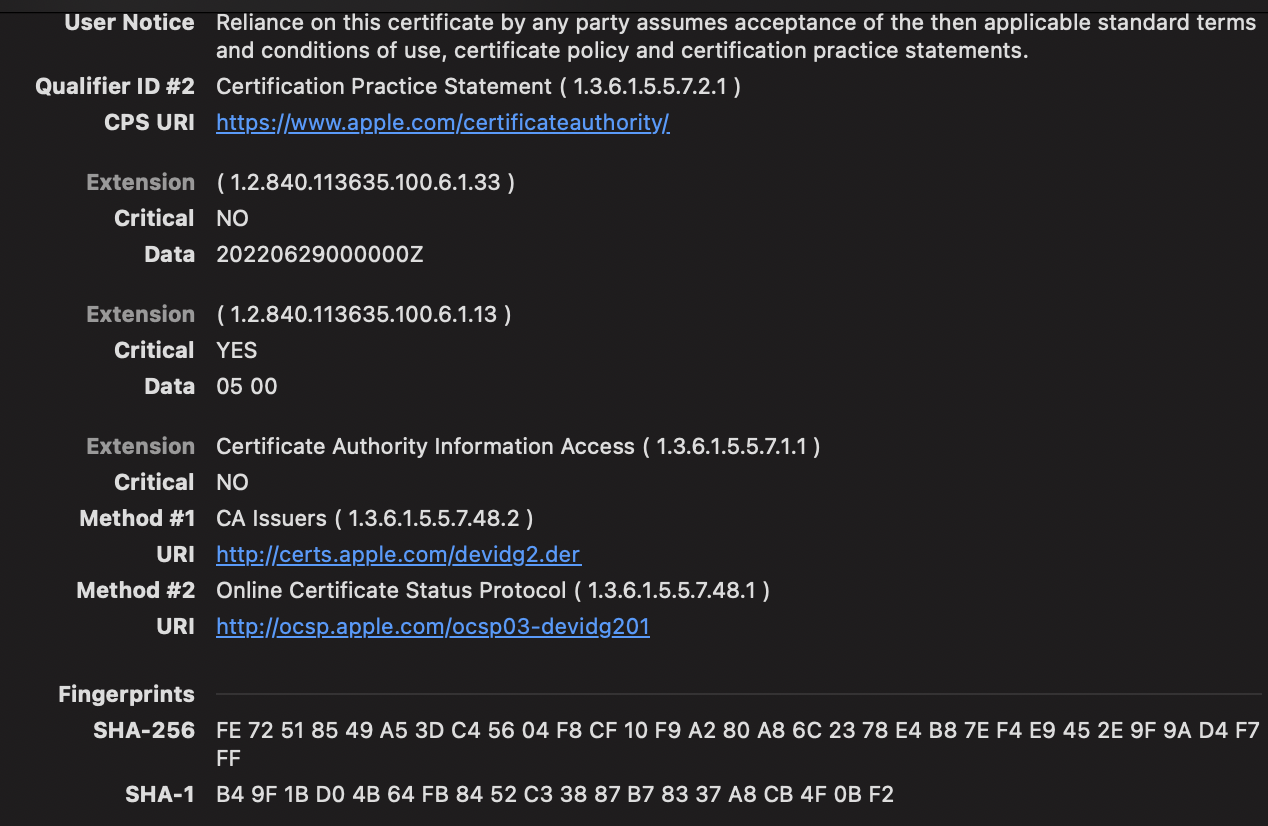 User Notice Reliance on this certificate by any party assumes acceptance of the then applicable standard terms
and conditions of use, certificate policy and certification practice statements.
Qualifier ID #2 Certification Practice Statement ( 1.3.6.1.5.5.7.2.1 )
CPS URI https://www.apple.com/certificateauthority/
Extension ( 1.2.840.113635.100.6.1.33 )
Critical NO
Data 20220629000000Z
Extension ( 1.2.840.113635.100.6.1.13 )
Critical YES
Data 05 00
Extension Certificate Authority Information Access ( 1.3.6.1.5.5.7.1.1 )
Critical NO
Method #1 CA Issuers ( 1.3.6.1.5.5.7.48.2 )
URI http://certs.apple.com/devidg2.der
Method #2 Online Certificate Status Protocol ( 1.3.6.1.5.5.7.48.1 )
URI http://ocsp.apple.com/ocsp03-devidg201
Fingerprints
SHA-256 FE 72 51 85 49 A5 3D C4 56 04 F8 CF 10 F9 A2 80 A8 6C 23 78 E4 B8 7E F4 E9 45 2E 9F 9A D4 F7
FF
SHA-1 B4 9F 1B D0 4B 64 FB 84 52 C3 38 87 B7 83 37 A8 CB 4F 0B F2